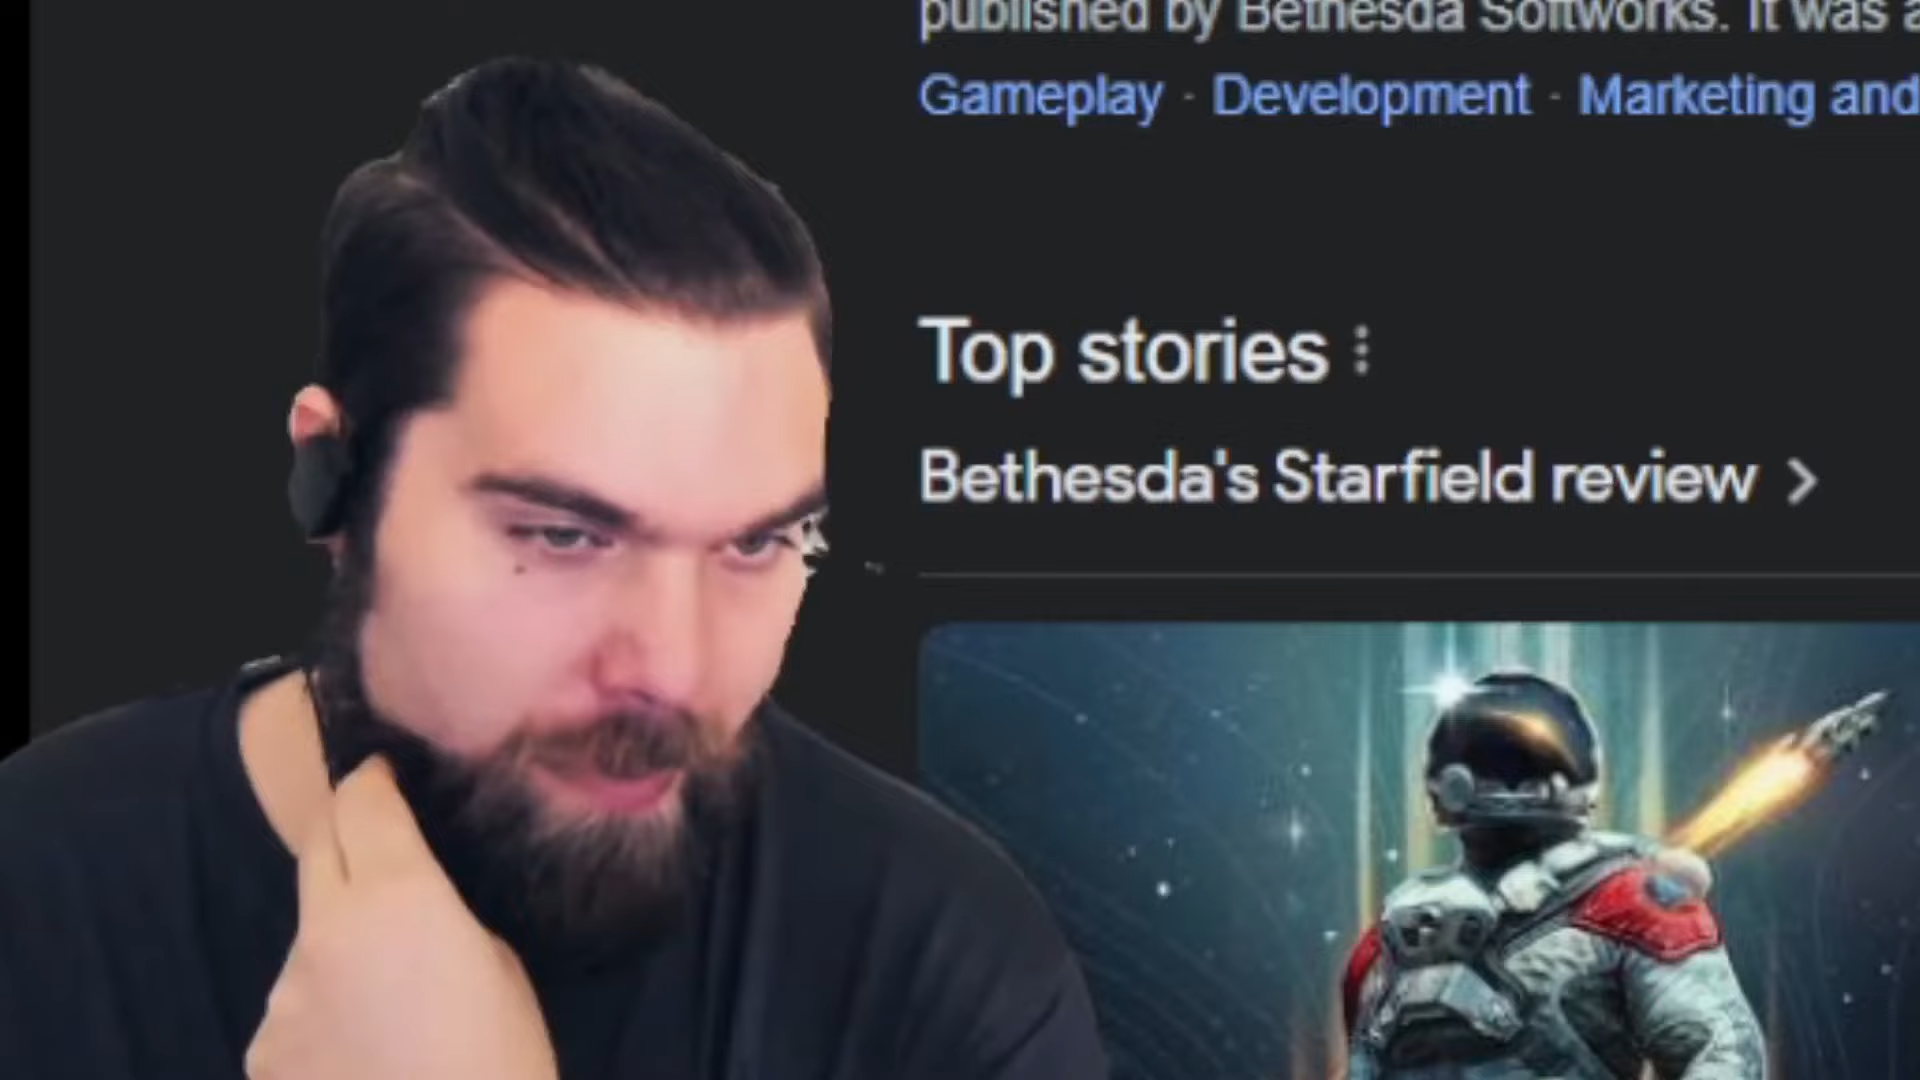 published by Bethesda Softworks. It was a
Gameplay · Development · Marketing and
Top stories
Bethesda's Starfield review